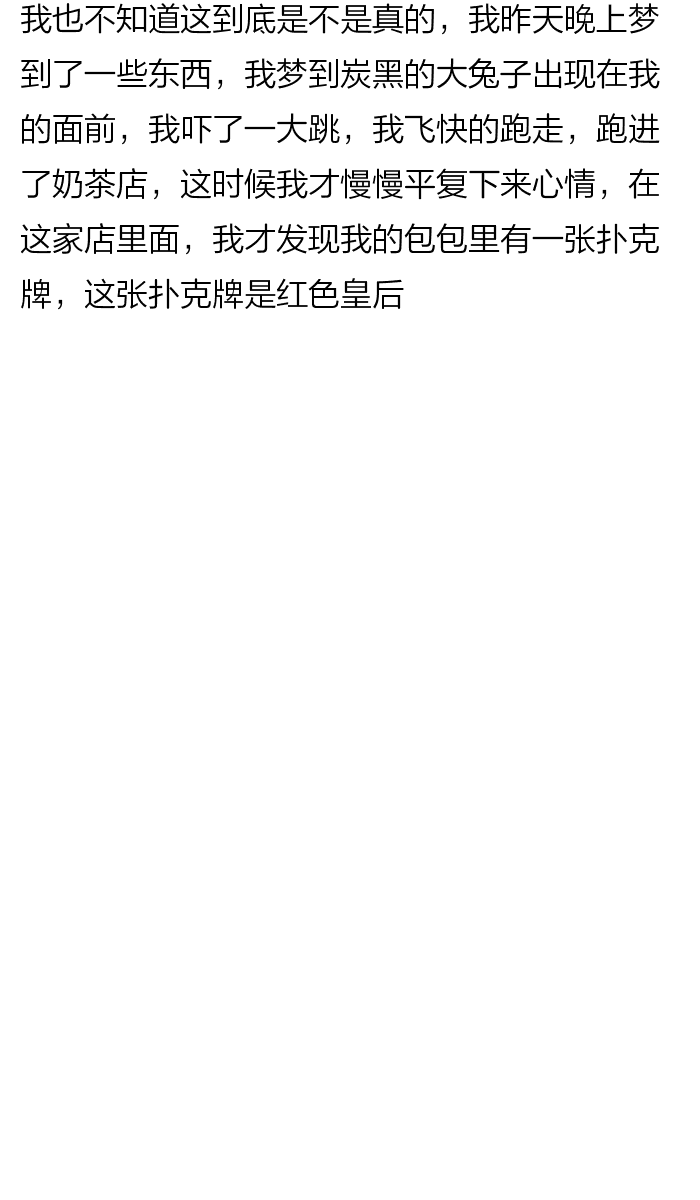 我也不知道这到底是不是真的，我昨天晚上梦
到了一些东西，我梦到炭黑的大兔子出现在我
的面前，我吓了一大跳，我飞快的跑走，跑进
了奶茶店，这时候我才慢慢平复下来心情，在
这家店里面，我才发现我的包包里有一张扑克
牌，这张扑克牌是红色皇后